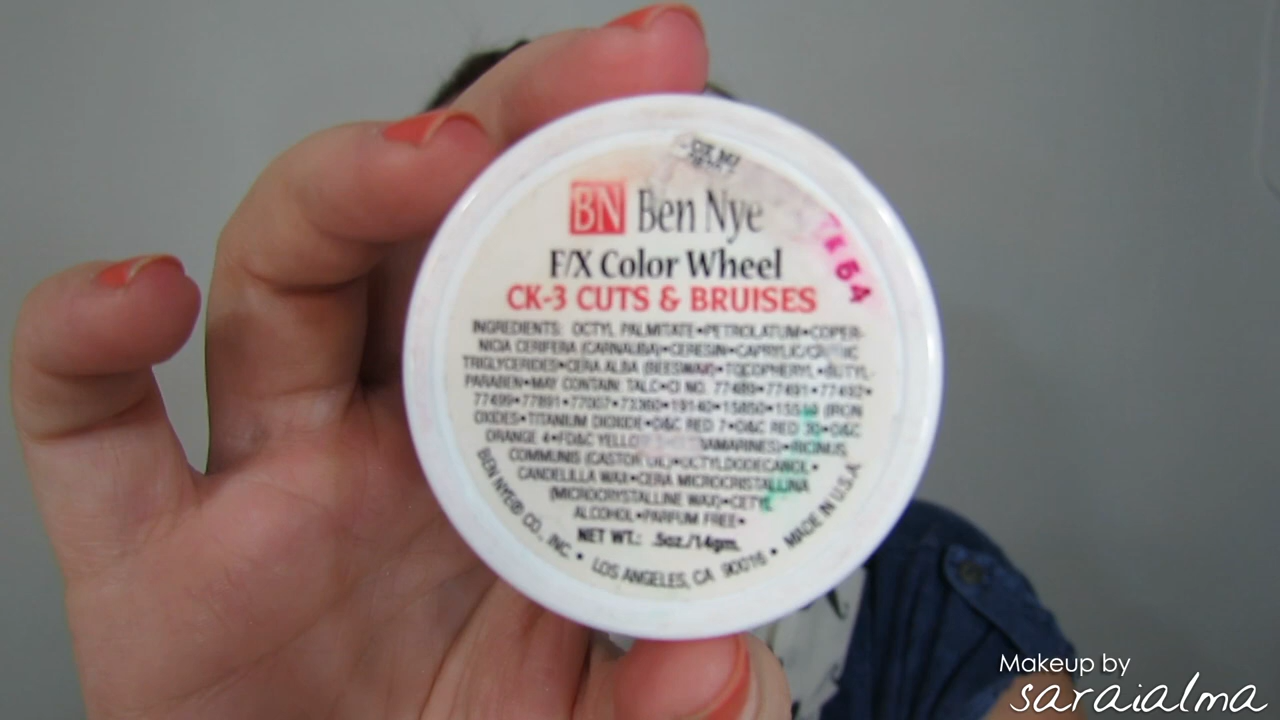 BN Ben Nye
F/X Color Wheel
CK-3 CUTS & BRUISES
INGREDIENTS: OCTYL PALMITATE•PETROLATUM•COPER-
NICIA CERIFERA (CARNAUBA)•CERESIN•CAPRYLIC/
TRIGLYCERIDES•CERA ALBA (BEESWAX)•TOCOPHERYL•BUTYL-
PARABEN•MAY CONTAIN: TALC•CI NO. 77489•77491•77492•
77499•77891•77007•73360•19140•15850• (IRON
OXIDES•TITANIUM DIOXIDE•D&C RED 7•D&C RED 30•D&C
ORANGE 4•FD&C •RICINUS
COMMUNIS (CASTOR OIL)•OCTYLDODECANOL•
CANDELILLA WAX•CERA MICROCRISTALLINA
(MICROCRYSTALLINE WAX)•CETYL
ALCOHOL•PARFUM FREE•
NET WT.: .5oz./14gm.
BEN NYE® CO., INC. • LOS ANGELES, CA 90016 • MADE IN U.S.A
Makeup by
saraialma